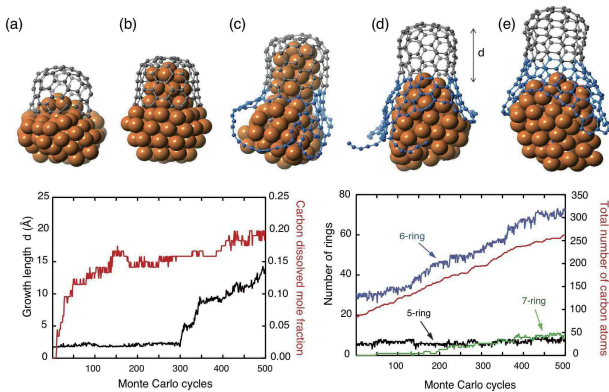 (a) (b) (c) (d) (e)
d
25 0.20
20
0.15
15
0.10
10
0.05
5
0 0.00
0 100 200 300 400 500
Growth length d (Å)
Carbon dissolved mole
fraction
Monte Carlo cycles
80 350
300
60 250
200
40
150
20 100
50
0 0
0 100 200 300 400 500
Number of rings
Total number of carbon atoms
6-ring
5-ring
7-ring
Monte Carlo cycles